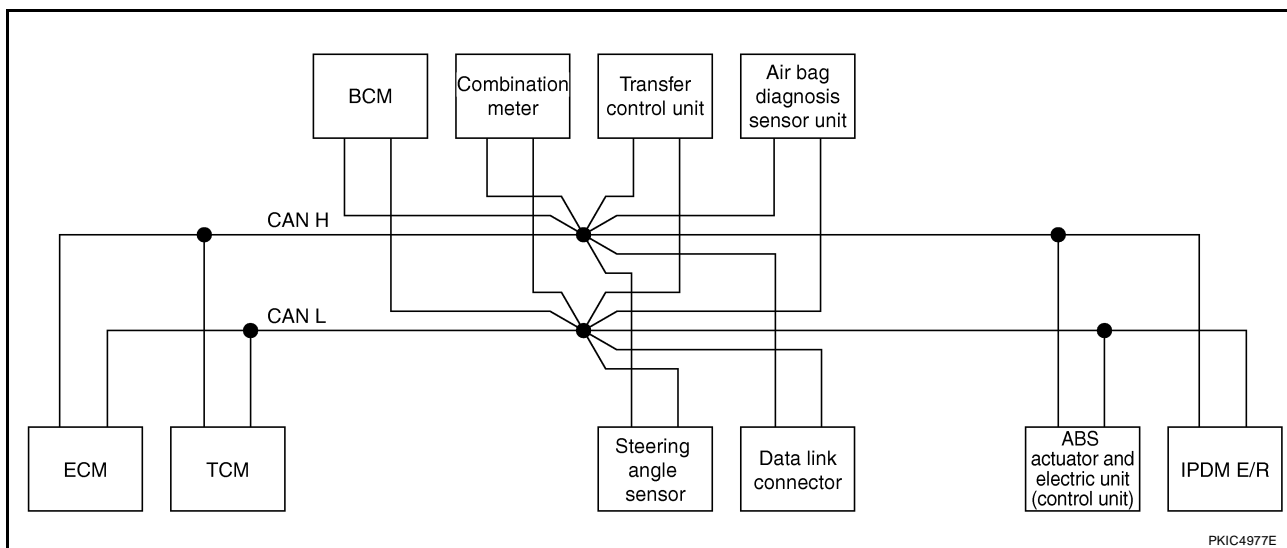 BCM
Combination
meter
Transfer
control unit
Air bag
diagnosis
sensor unit
CAN H
CAN L
ECM
TCM
Steering
angle
sensor
Data link
connector
ABS
actuator and
electric unit
(control unit)
IPDM E/R
PKIC4977E